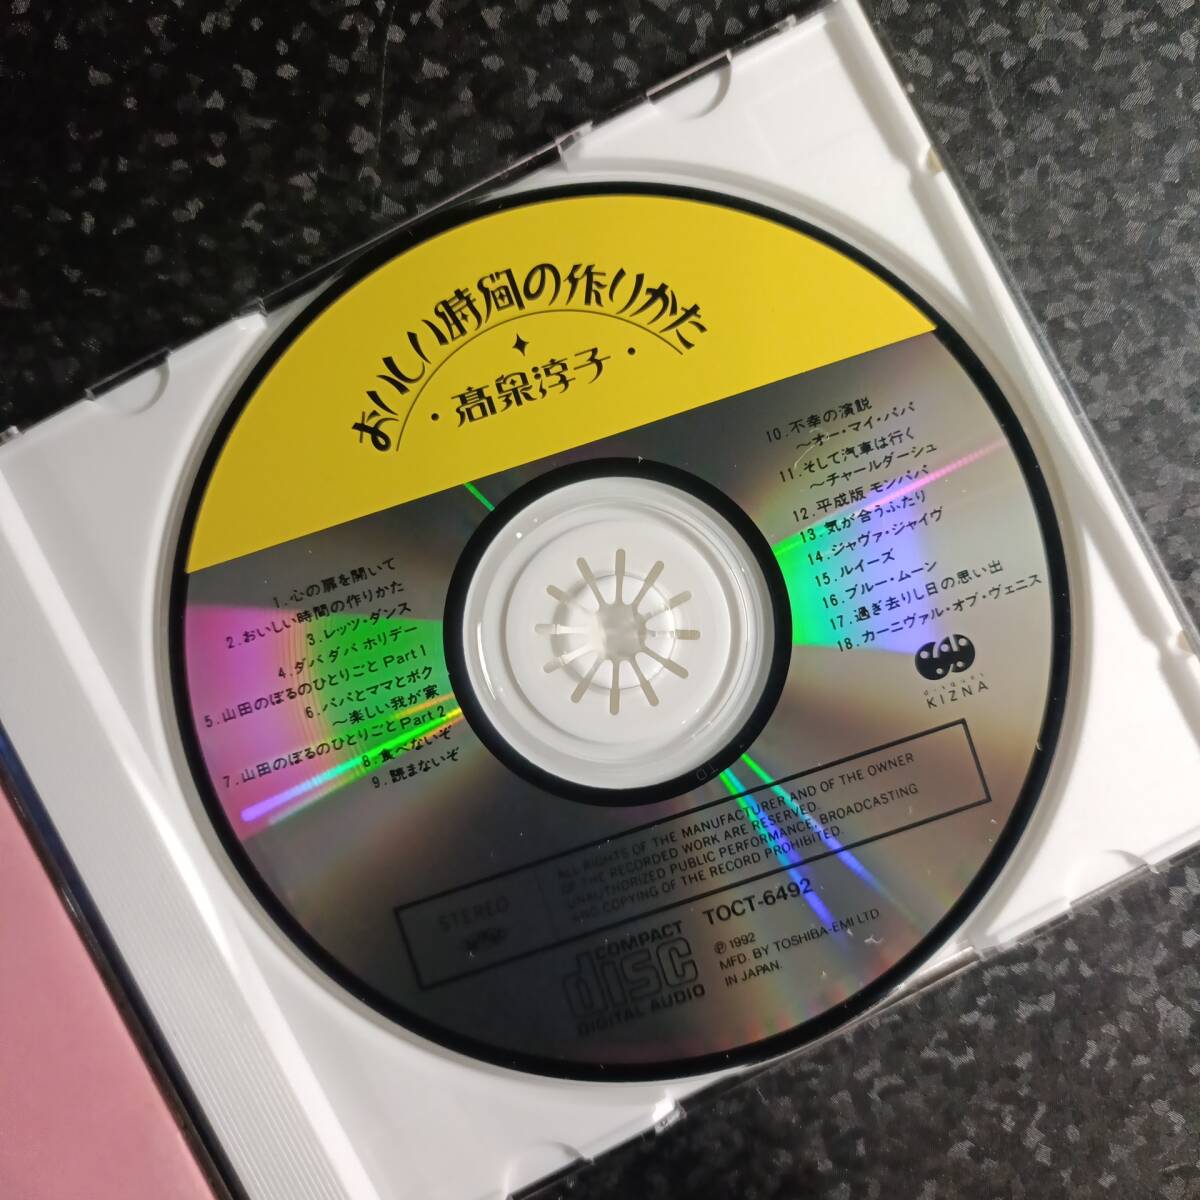 おいしい時間の作りかた
・高泉淳子・
1.心の扉を開いて
2.おいしい時間の作りかた
3.レッツ・ダンス
4.ダバダバ ホリデー
5.山田のぼるのひとりごと Part 1
6.パパとママとボク
～楽しい我が家
7.山田のぼるのひとりごと Part 2
8.食べないぞ
9.読まないぞ
10.不幸の演説
～オー・マイ・パパ
11.そして汽車は行く
～チャールダーシュ
12.平成版 モンパパ
13.気が合うふたり
14.ジャヴァ・ジャイヴ
15.ルイーズ
16.ブルー・ムーン
17.過ぎ去りし日の思い出
18.カーニヴァル・オブ・ヴェニス
disques
KIZNA
STEREO
ALL RIGHTS OF THE MANUFACTURER AND OF THE OWNER
OF THE RECORDED WORK ARE RESERVED.
UNAUTHORIZED PUBLIC PERFORMANCE, BROADCASTING
AND COPYING OF THE RECORD PROHIBITED.
COMPACT
disc
DIGITAL AUDIO
TOCT-6492
Ⓟ1992
MFD. BY TOSHIBA-EMI LTD.
IN JAPAN.